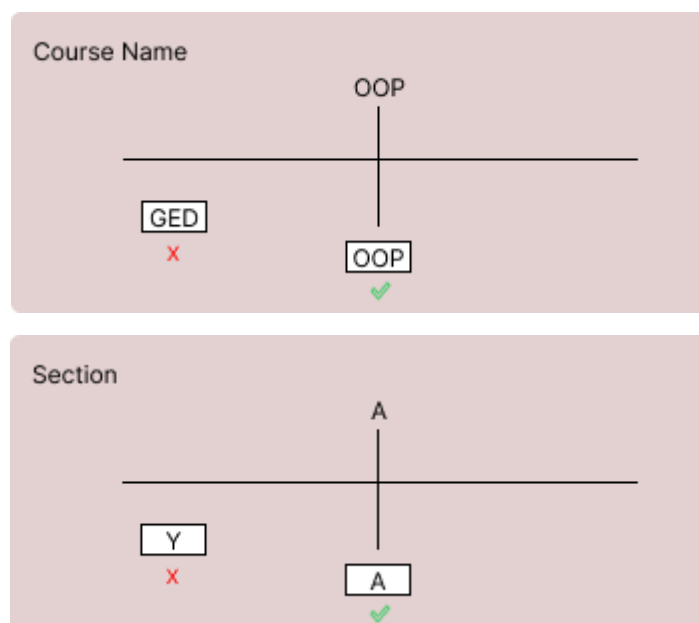 Course Name
OOP
GED
X
OOP
Section
A
Y
X
A